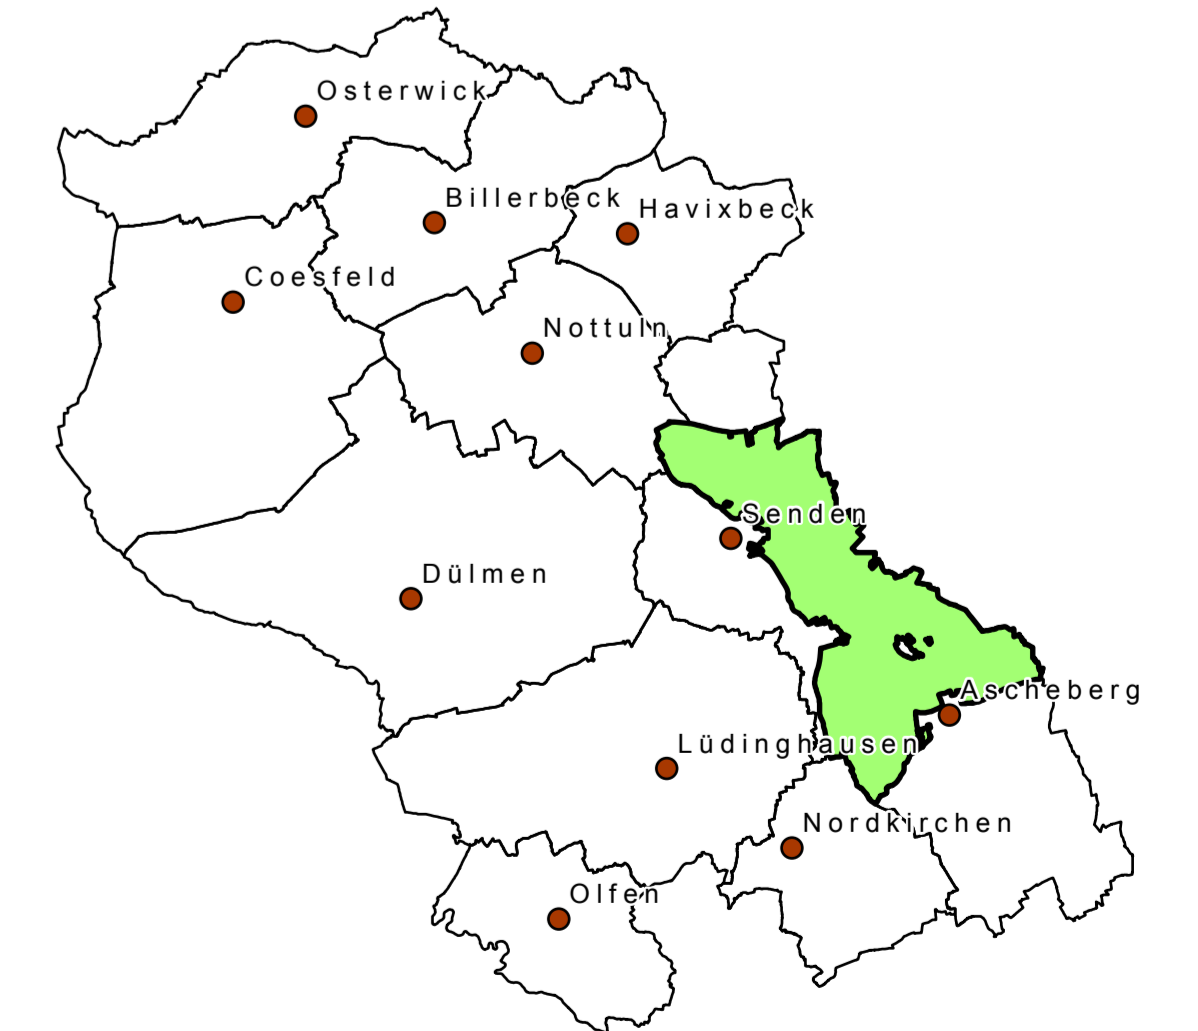 Osterwick
Billerbeck
Havixbeck
Coesfeld
Nottuln
Senden
Dülmen
Ascheberg
Lüdinghausen
Nordkirchen
Olfen